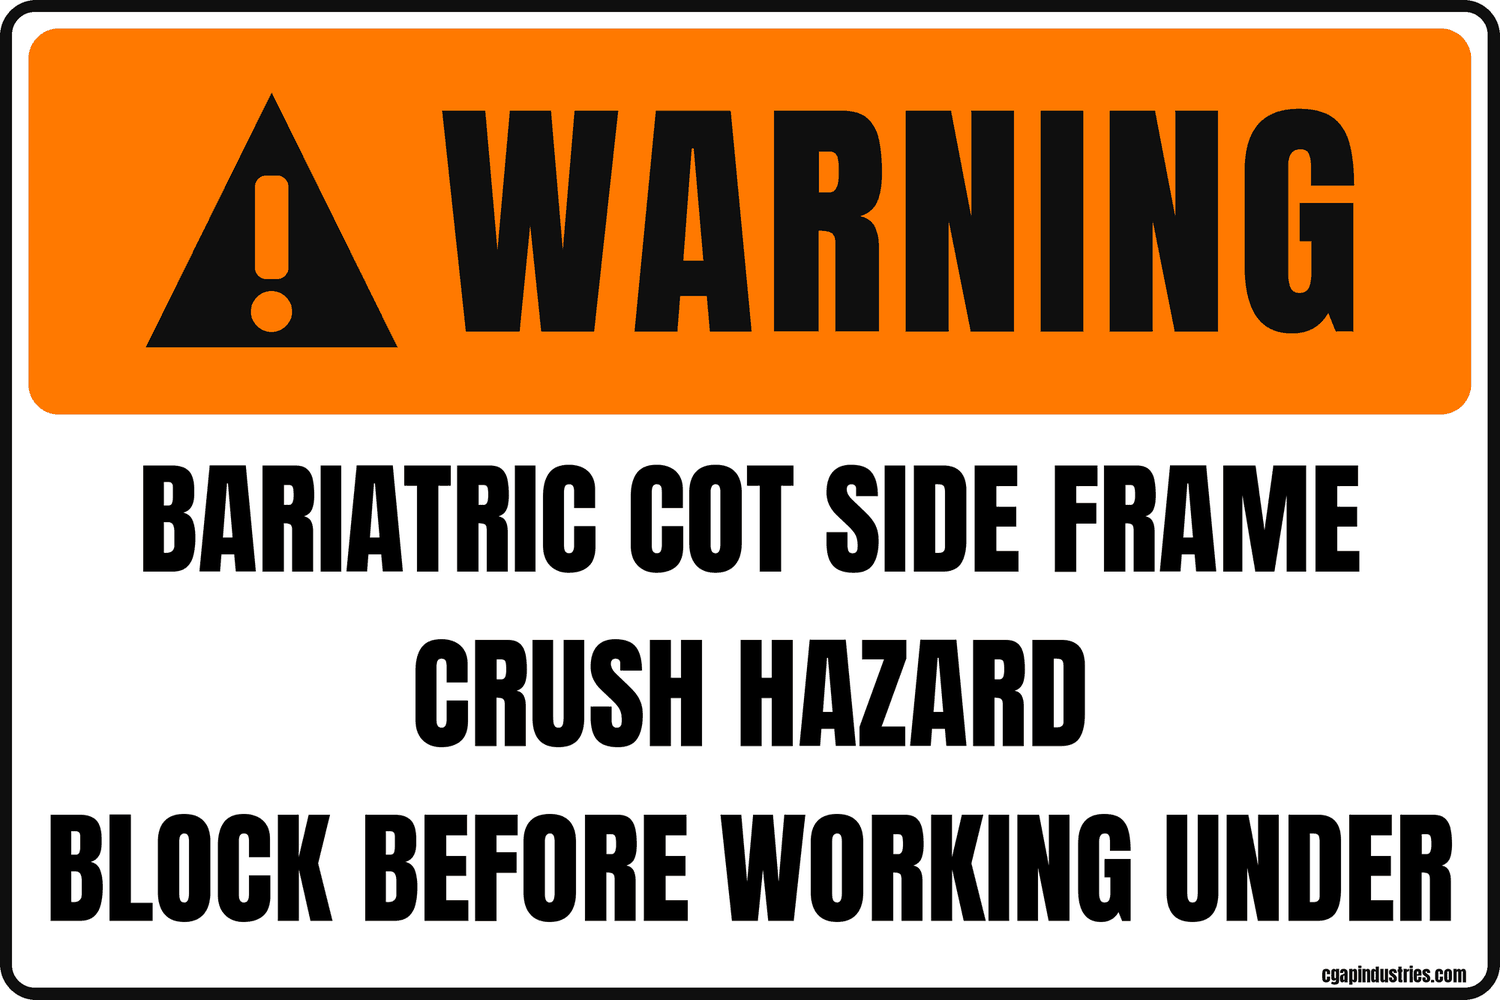 WARNING
BARIATRIC COT SIDE FRAME
CRUSH HAZARD
BLOCK BEFORE WORKING UNDER
cgapindustries.com